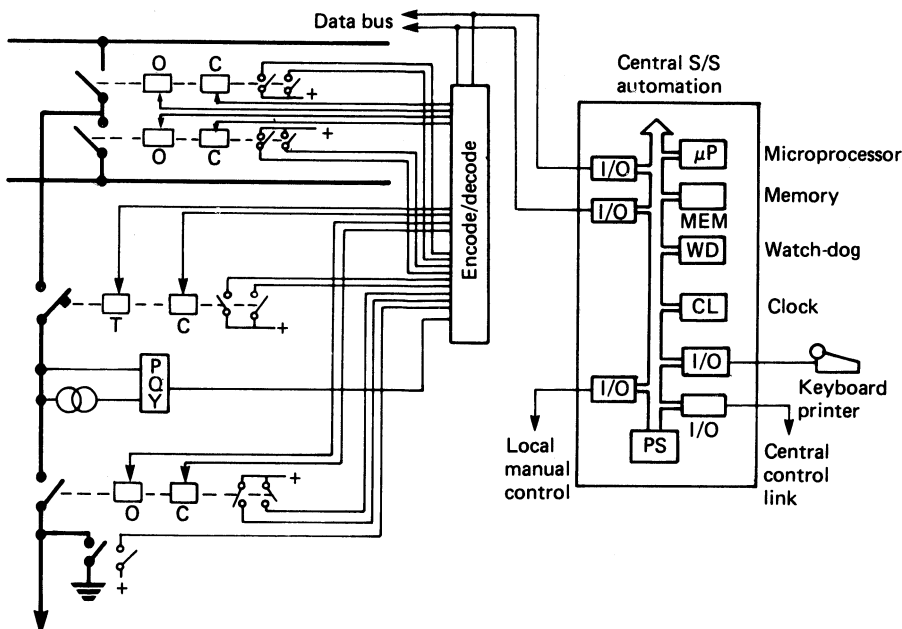 Data bus
O
C
+
O
C
+
Encode/decode
T
C
+
P
Q
Y
O
C
+
+
Central S/S
automation
I/O
I/O
μP
Microprocessor
MEM
Memory
WD
Watch-dog
CL
Clock
I/O
I/O
Keyboard
printer
I/O
PS
Local
manual
control
Central
control
link